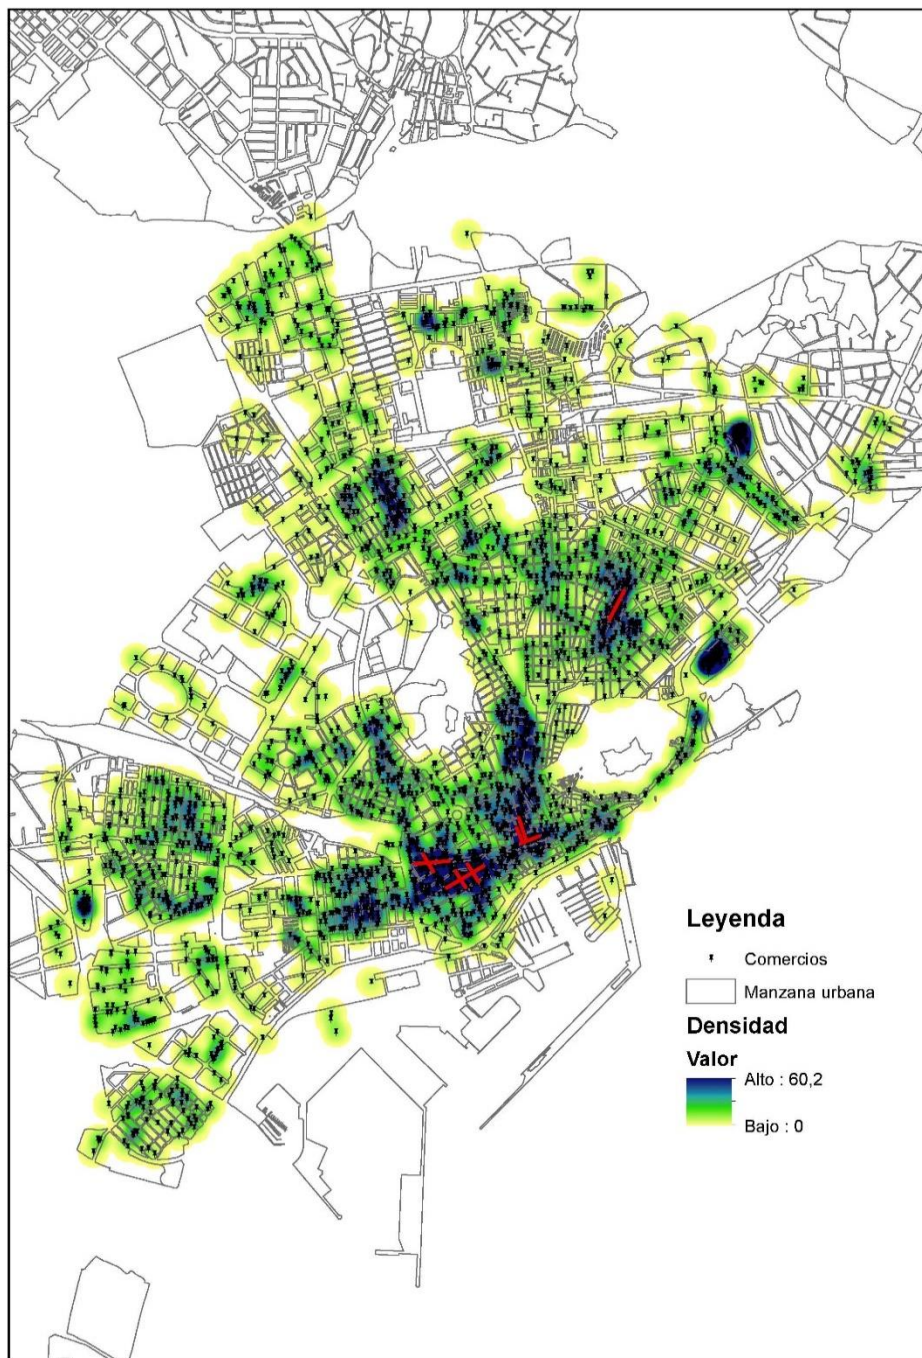 Leyenda
Comercios
Manzana urbana
Densidad
Valor
Alto : 60,2
Bajo : 0